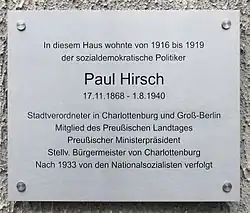 In diesem Haus wohnte von 1916 bis 1919
der sozialdemokratische Politiker
Paul Hirsch
17.11.1868 - 1.8.1940
Stadtverordneter in Charlottenburg und Groß-Berlin
Mitglied des Preußischen Landtages
Preußischer Ministerpräsident
Stellv. Bürgermeister von Charlottenburg
Nach 1933 von den Nationalsozialisten verfolgt